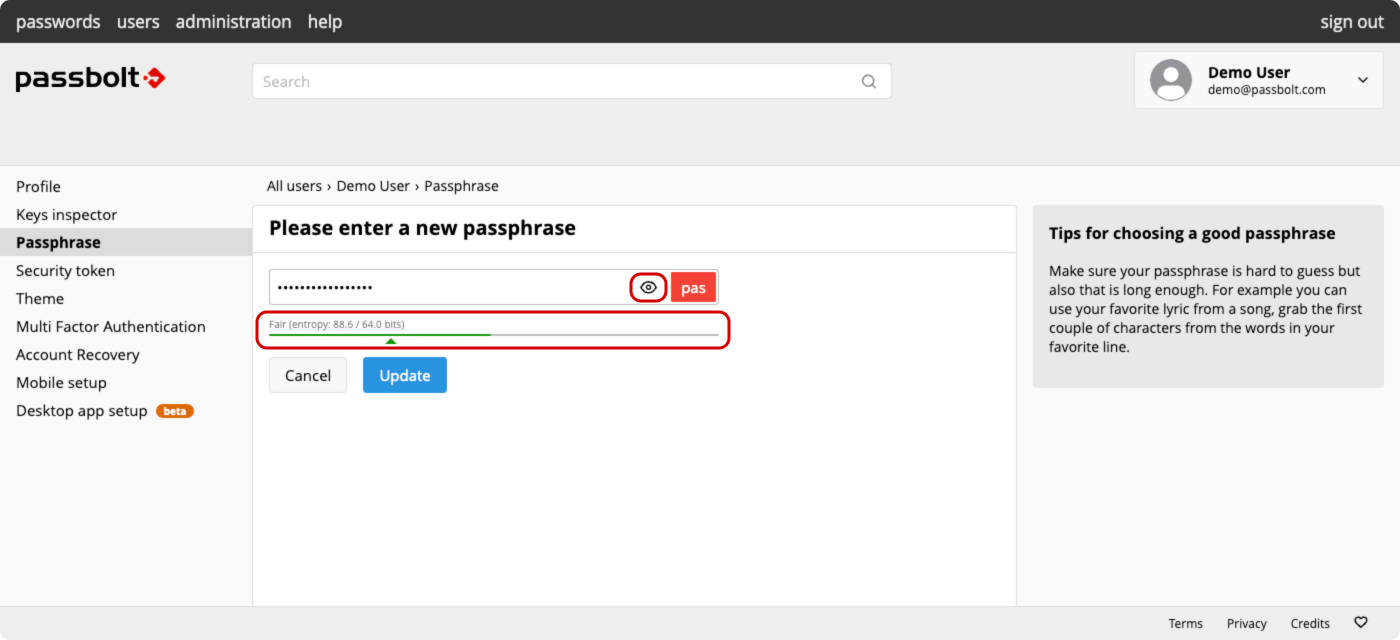 passwords users administration help sign out
passbolt
Search
Demo User
demo@passbolt.com
Profile
Keys inspector
Passphrase
Security token
Theme
Multi Factor Authentication
Account Recovery
Mobile setup
Desktop app setup beta
All users › Demo User › Passphrase
Please enter a new passphrase
•••••••••••••••••
pas
Fair (entropy: 88.6 / 64.0 bits)
Cancel Update
Tips for choosing a good passphrase
Make sure your passphrase is hard to guess but
also that is long enough. For example you can
use your favorite lyric from a song, grab the first
couple of characters from the words in your
favorite line.
Terms Privacy Credits